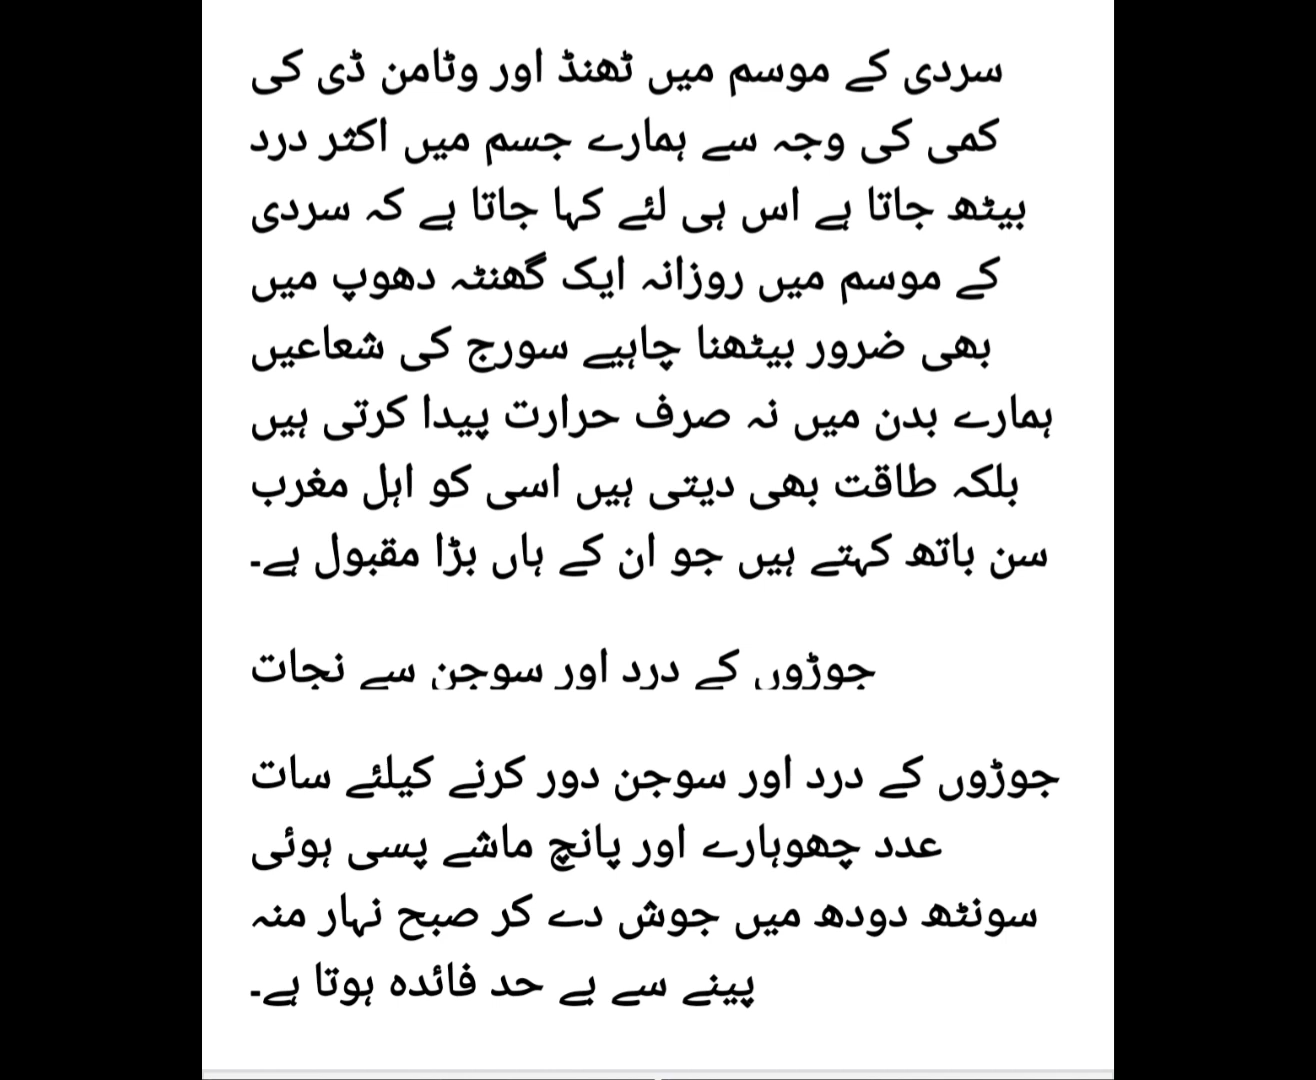 سردی کے موسم میں ٹھنڈ اور وٹامن ڈی کی
کمی کی وجہ سے ہمارے جسم میں اکثر درد
بیٹھ جاتا ہے اس ہی لئے کہا جاتا ہے کہ سردی
کے موسم میں روزانہ ایک گھنٹہ دھوپ میں
بھی ضرور بیٹھنا چاہیے سورج کی شعاعیں
ہمارے بدن میں نہ صرف حرارت پیدا کرتی ہیں
بلکہ طاقت بھی دیتی ہیں اسی کو اہل مغرب
سن باتھ کہتے ہیں جو ان کے ہاں بڑا مقبول ہے۔
جوڑوں کے درد اور سوجن سے نجات
جوڑوں کے درد اور سوجن دور کرنے کیلئے سات
عدد چھوہارے اور پانچ ماشے پسی ہوئی
سونٹھ دودھ میں جوش دے کر صبح نہار منہ
پینے سے بے حد فائدہ ہوتا ہے۔